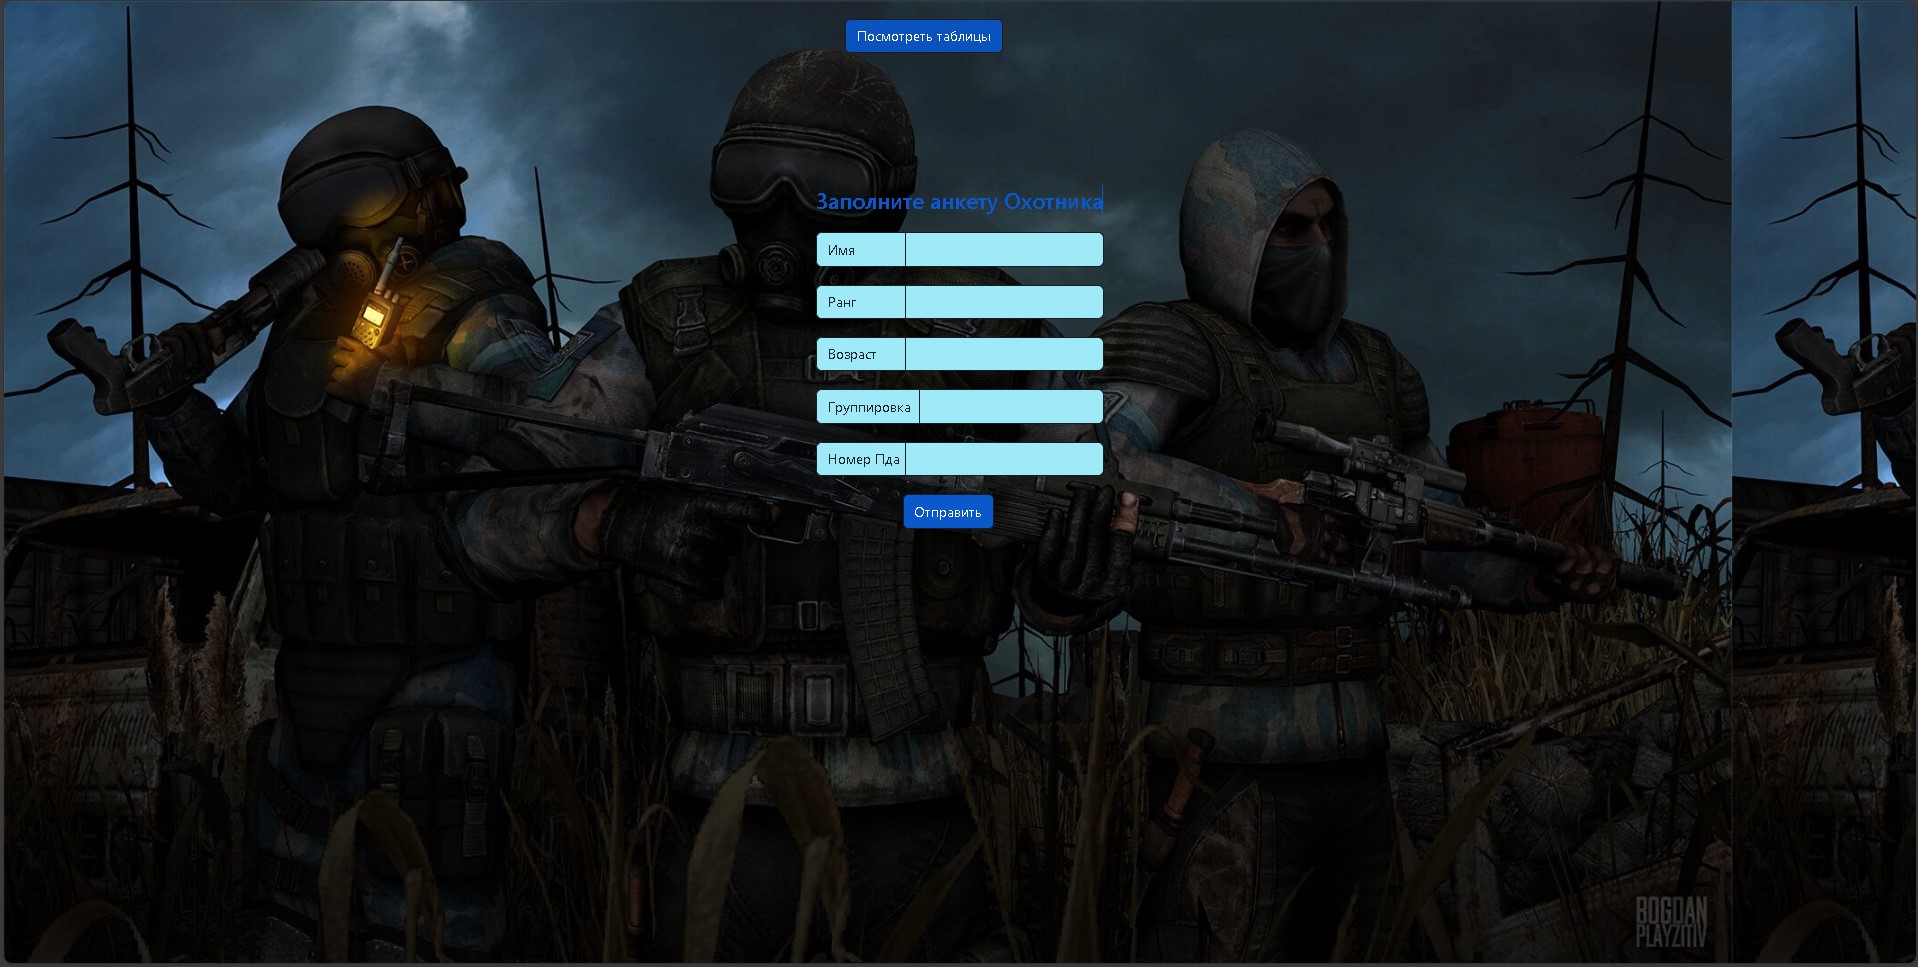 Посмотреть таблицы
Заполните анкету Охотника
Имя
Ранг
Возраст
Группировка
Номер Пда
Отправить
BOGDAN
PLAYZITIV